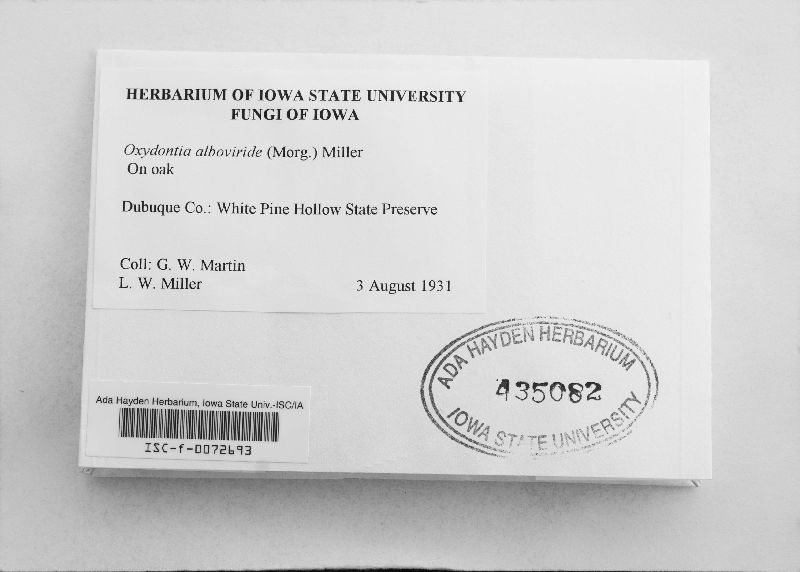 HERBARIUM OF IOWA STATE UNIVERSITY
FUNGI OF IOWA
Oxydontia alboviride (Morg.) Miller
On oak
Dubuque Co.: White Pine Hollow State Preserve
Coll: G. W. Martin
L. W. Miller 3 August 1931
ADA HAYDEN HERBARIUM
435082
IOWA STATE UNIVERSITY
Ada Hayden Herbarium, Iowa State Univ.-ISC/IA
ISC-f-0072693